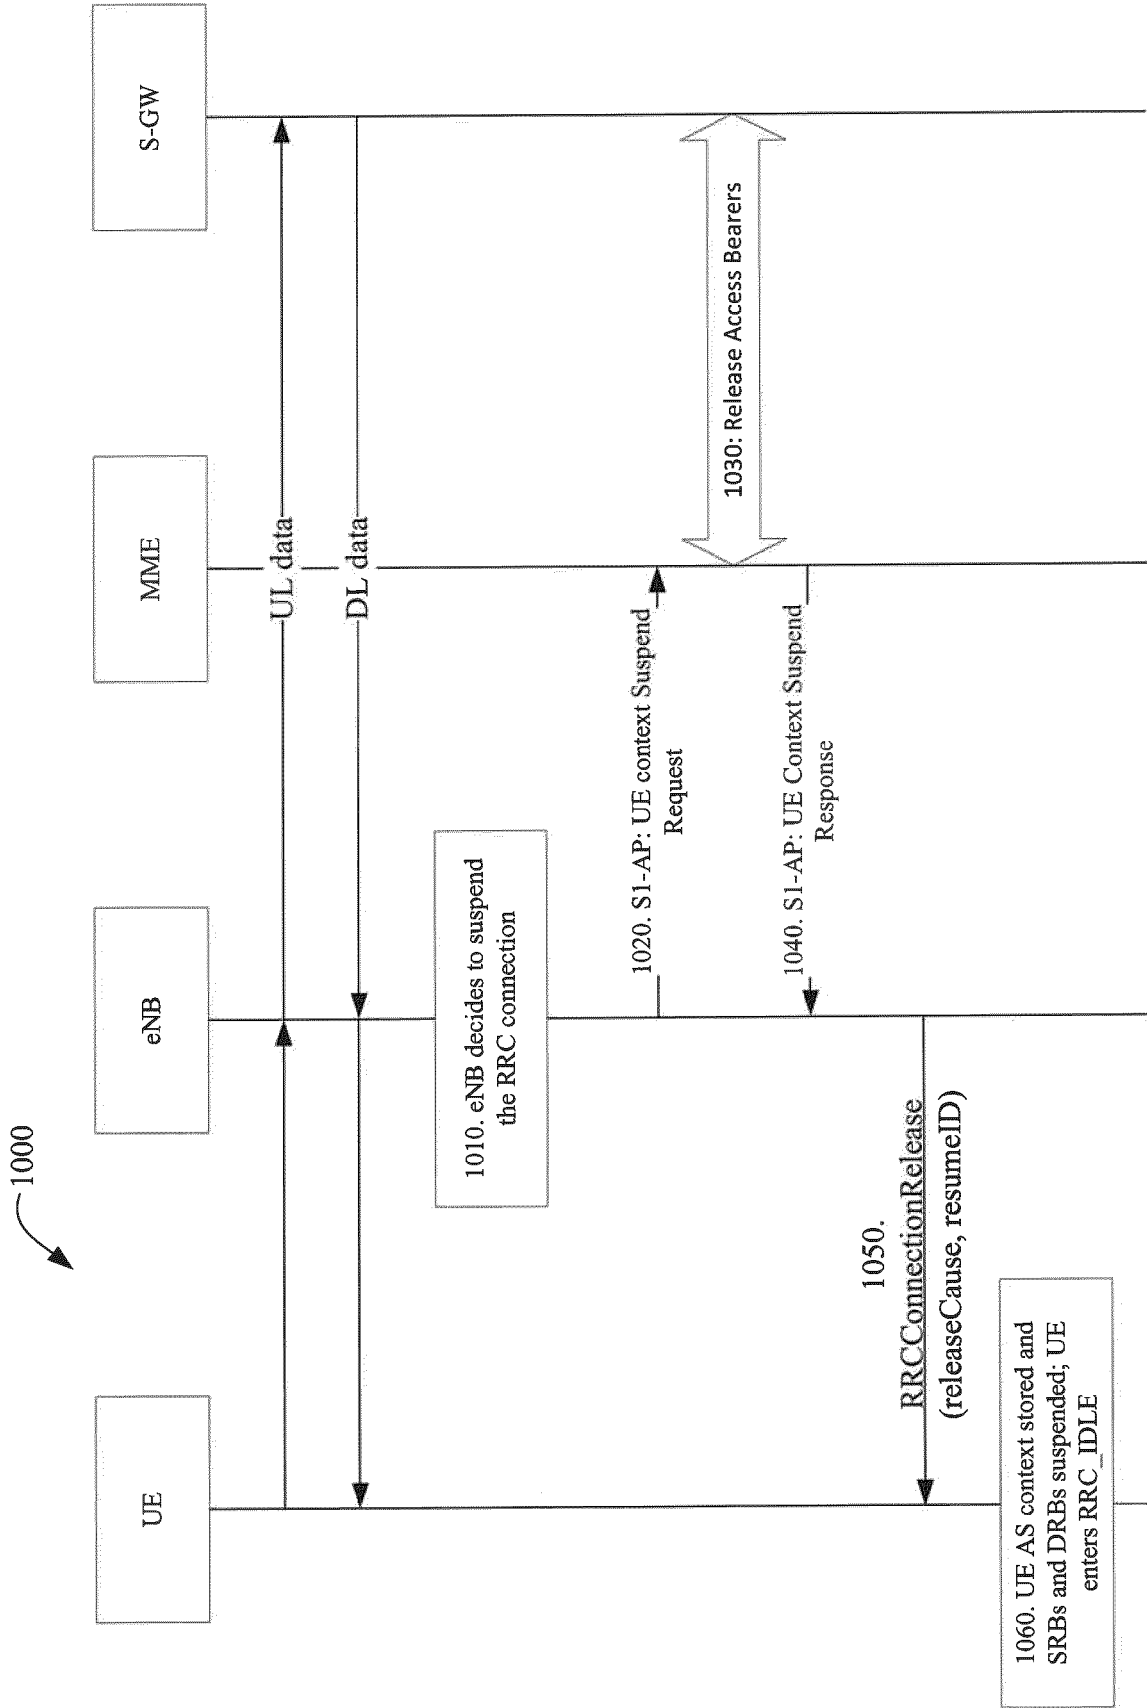 1000
UE
eNB
MME
S-GW
UL data
DL data
1010. eNB decides to suspend
the RRC connection
1020. S1-AP: UE context Suspend
Request
1030: Release Access Bearers
1040. S1-AP: UE Context Suspend
Response
1050.
RRCConnectionRelease
(releaseCause, resumeID)
1060. UE AS context stored and
SRBs and DRBs suspended; UE
enters RRC_IDLE